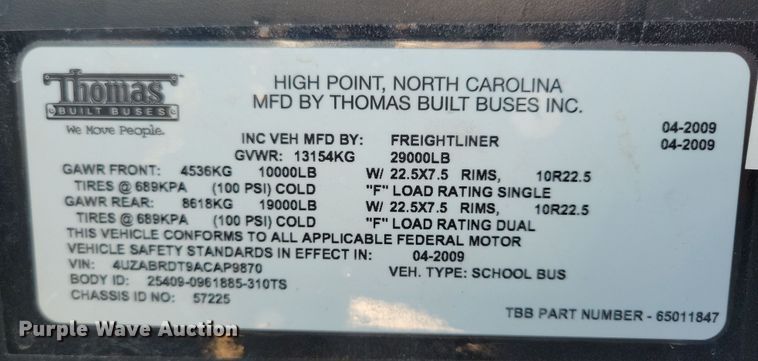 Thomas
BUILT BUSES
We Move People.
HIGH POINT, NORTH CAROLINA
MFD BY THOMAS BUILT BUSES INC.
04-2009
INC VEH MFD BY: FREIGHTLINER 04-2009
GVWR: 13154KG 29000LB
GAWR FRONT: 4536KG 10000LB W/ 22.5X7.5 RIMS, 10R22.5
TIRES @ 689KPA (100 PSI) COLD "F" LOAD RATING SINGLE
GAWR REAR: 8618KG 19000LB W/ 22.5X7.5 RIMS, 10R22.5
TIRES @ 689KPA (100 PSI) COLD "F" LOAD RATING DUAL
THIS VEHICLE CONFORMS TO ALL APPLICABLE FEDERAL MOTOR
VEHICLE SAFETY STANDARDS IN EFFECT IN: 04-2009
VIN: 4UZABRDT9ACAP9870
VEH. TYPE: SCHOOL BUS
BODY ID: 25409-0961885-310TS
CHASSIS ID NO: 57225
TBB PART NUMBER - 65011847
Purple Wave Auction